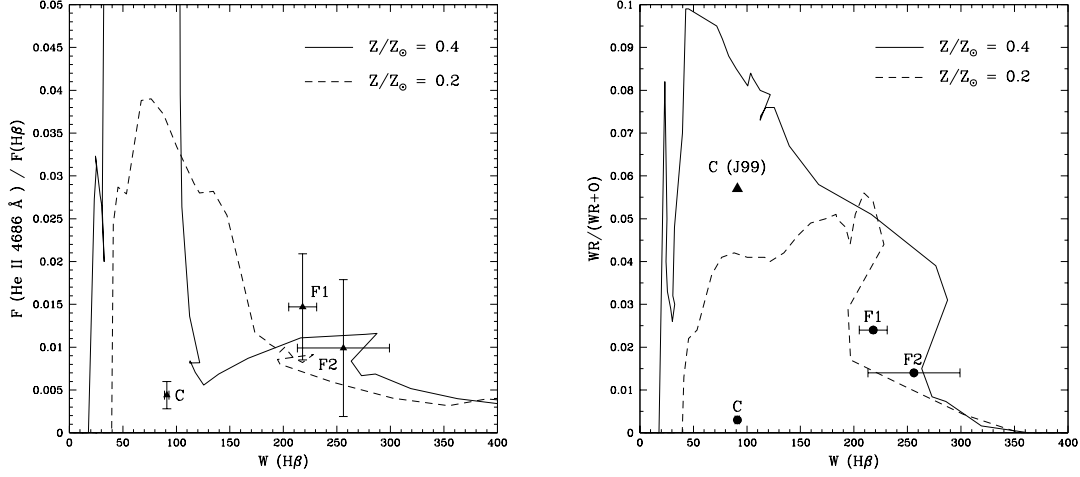 0.05
0.04
0.045
0.035
0.03
0.025
0.02
0.015
0.01
0.005
0
F (He II 4686 Å) / F(Hβ)
Z/Z⊙ = 0.4
Z/Z⊙ = 0.2
F1
F2
C
0 50 100 150 200 250 300 350 400
W (Hβ)
0.1
0.09
0.08
0.07
0.06
0.05
0.04
0.03
0.02
0.01
0
WR/(WR+O)
Z/Z⊙ = 0.4
Z/Z⊙ = 0.2
C (J99)
F1
F2
C
0 50 100 150 200 250 300 350 400
W (Hβ)